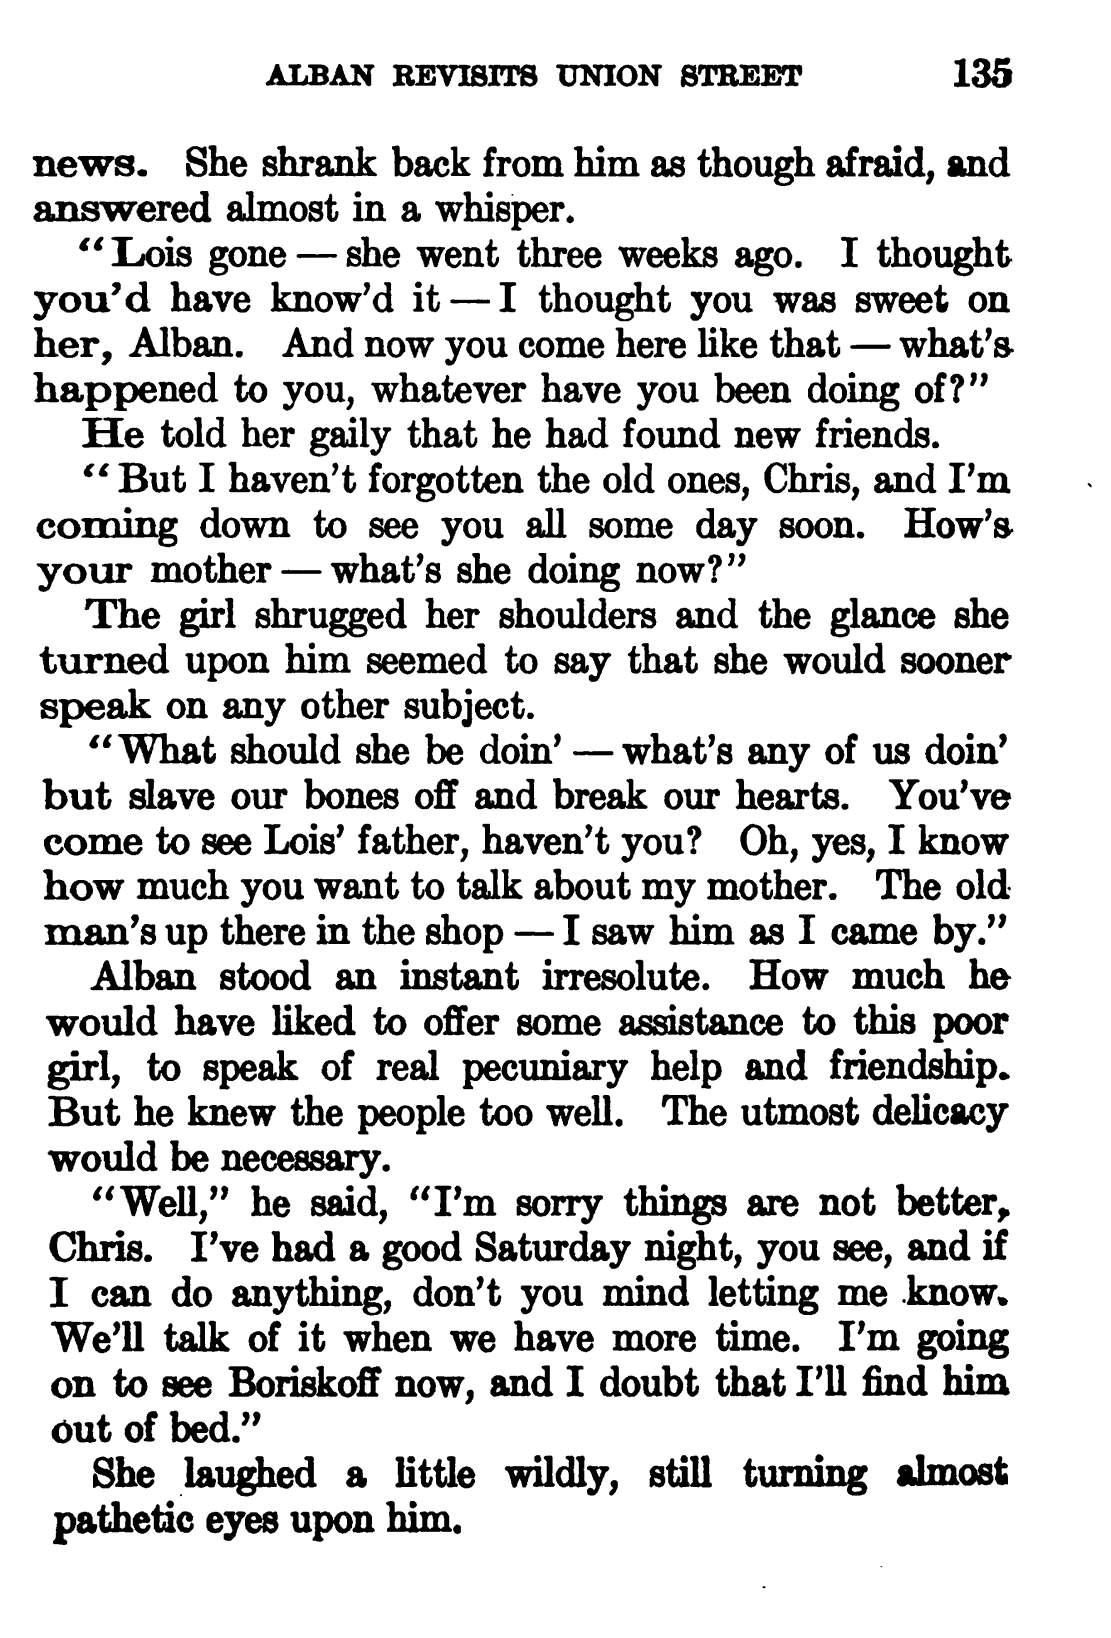 ALBAN REVISITS UNION STREET 135
news. She shrank back from him as though afraid, and
answered almost in a whisper.
“Lois gone — she went three weeks ago. I thought
you’d have know’d it — I thought you was sweet on
her, Alban. And now you come here like that — what’s
happened to you, whatever have you been doing of?”
He told her gaily that he had found new friends.
“But I haven’t forgotten the old ones, Chris, and I’m
coming down to see you all some day soon. How’s
your mother — what’s she doing now?”
The girl shrugged her shoulders and the glance she
turned upon him seemed to say that she would sooner
speak on any other subject.
“What should she be doin’ — what’s any of us doin’
but slave our bones off and break our hearts. You’ve
come to see Lois’ father, haven’t you? Oh, yes, I know
how much you want to talk about my mother. The old
man’s up there in the shop — I saw him as I came by.”
Alban stood an instant irresolute. How much he
would have liked to offer some assistance to this poor
girl, to speak of real pecuniary help and friendship.
But he knew the people too well. The utmost delicacy
would be necessary.
“Well,” he said, “I’m sorry things are not better,
Chris. I’ve had a good Saturday night, you see, and if
I can do anything, don’t you mind letting me know.
We’ll talk of it when we have more time. I’m going
on to see Boriskoff now, and I doubt that I’ll find him
out of bed.”
She laughed a little wildly, still turning almost
pathetic eyes upon him.